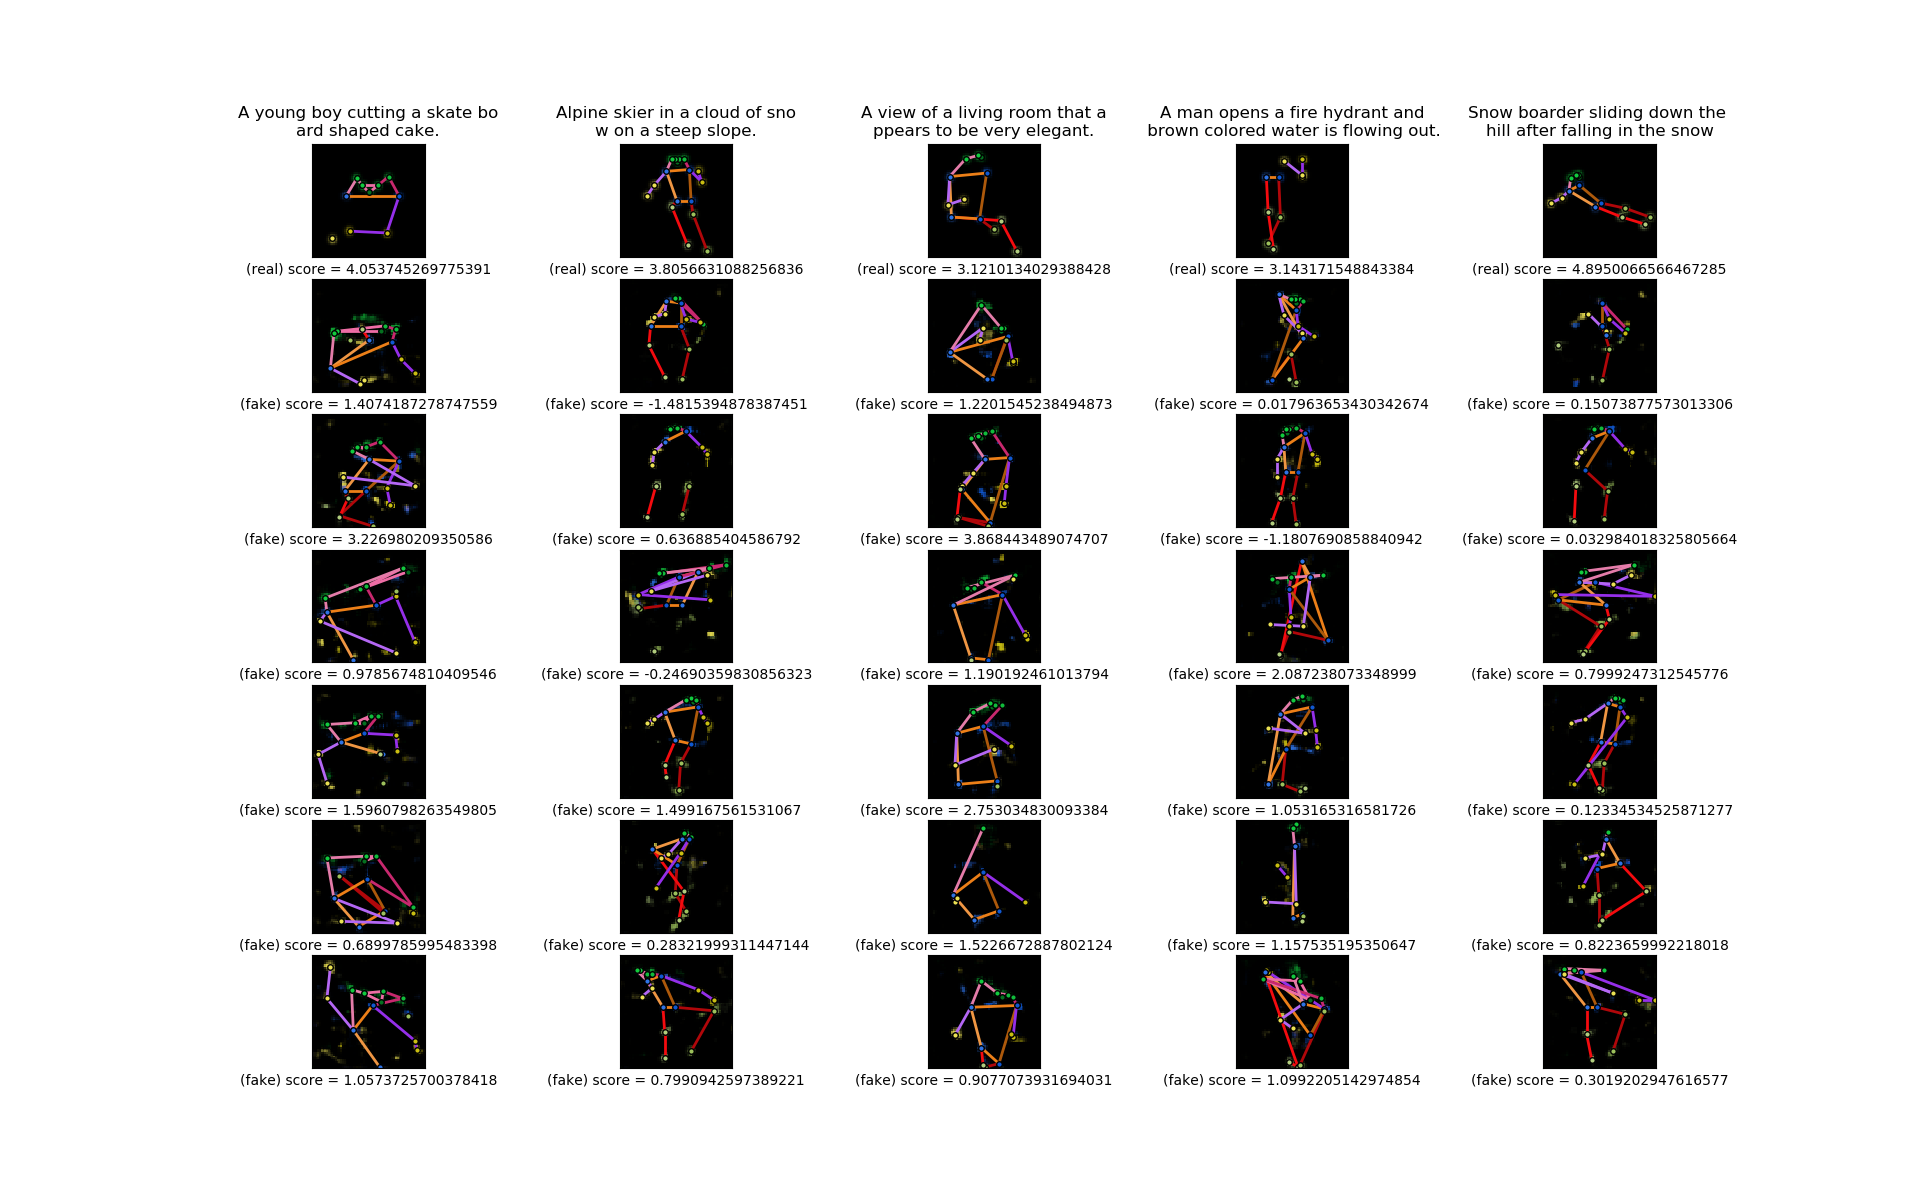 A young boy cutting a skate bo
ard shaped cake.
Alpine skier in a cloud of sno
w on a steep slope.
A view of a living room that a
ppears to be very elegant.
A man opens a fire hydrant and
brown colored water is flowing out.
Snow boarder sliding down the
hill after falling in the snow
(real) score = 4.053745269775391
(real) score = 3.8056631088256836
(real) score = 3.1210134029388428
(real) score = 3.143171548843384
(real) score = 4.8950066566467285
(fake) score = 1.4074187278747559
(fake) score = -1.4815394878387451
(fake) score = 1.2201545238494873
(fake) score = 0.017963653430342674
(fake) score = 0.15073877573013306
(fake) score = 3.226980209350586
(fake) score = 0.636885404586792
(fake) score = 3.868443489074707
(fake) score = -1.1807690858840942
(fake) score = 0.032984018325805664
(fake) score = 0.9785674810409546
(fake) score = -0.24690359830856323
(fake) score = 1.190192461013794
(fake) score = 2.087238073348999
(fake) score = 0.7999247312545776
(fake) score = 1.5960798263549805
(fake) score = 1.499167561531067
(fake) score = 2.753034830093384
(fake) score = 1.053165316581726
(fake) score = 0.12334534525871277
(fake) score = 0.6899785995483398
(fake) score = 0.28321999311447144
(fake) score = 1.5226672887802124
(fake) score = 1.157535195350647
(fake) score = 0.8223659992218018
(fake) score = 1.0573725700378418
(fake) score = 0.7990942597389221
(fake) score = 0.9077073931694031
(fake) score = 1.0992205142974854
(fake) score = 0.3019202947616577